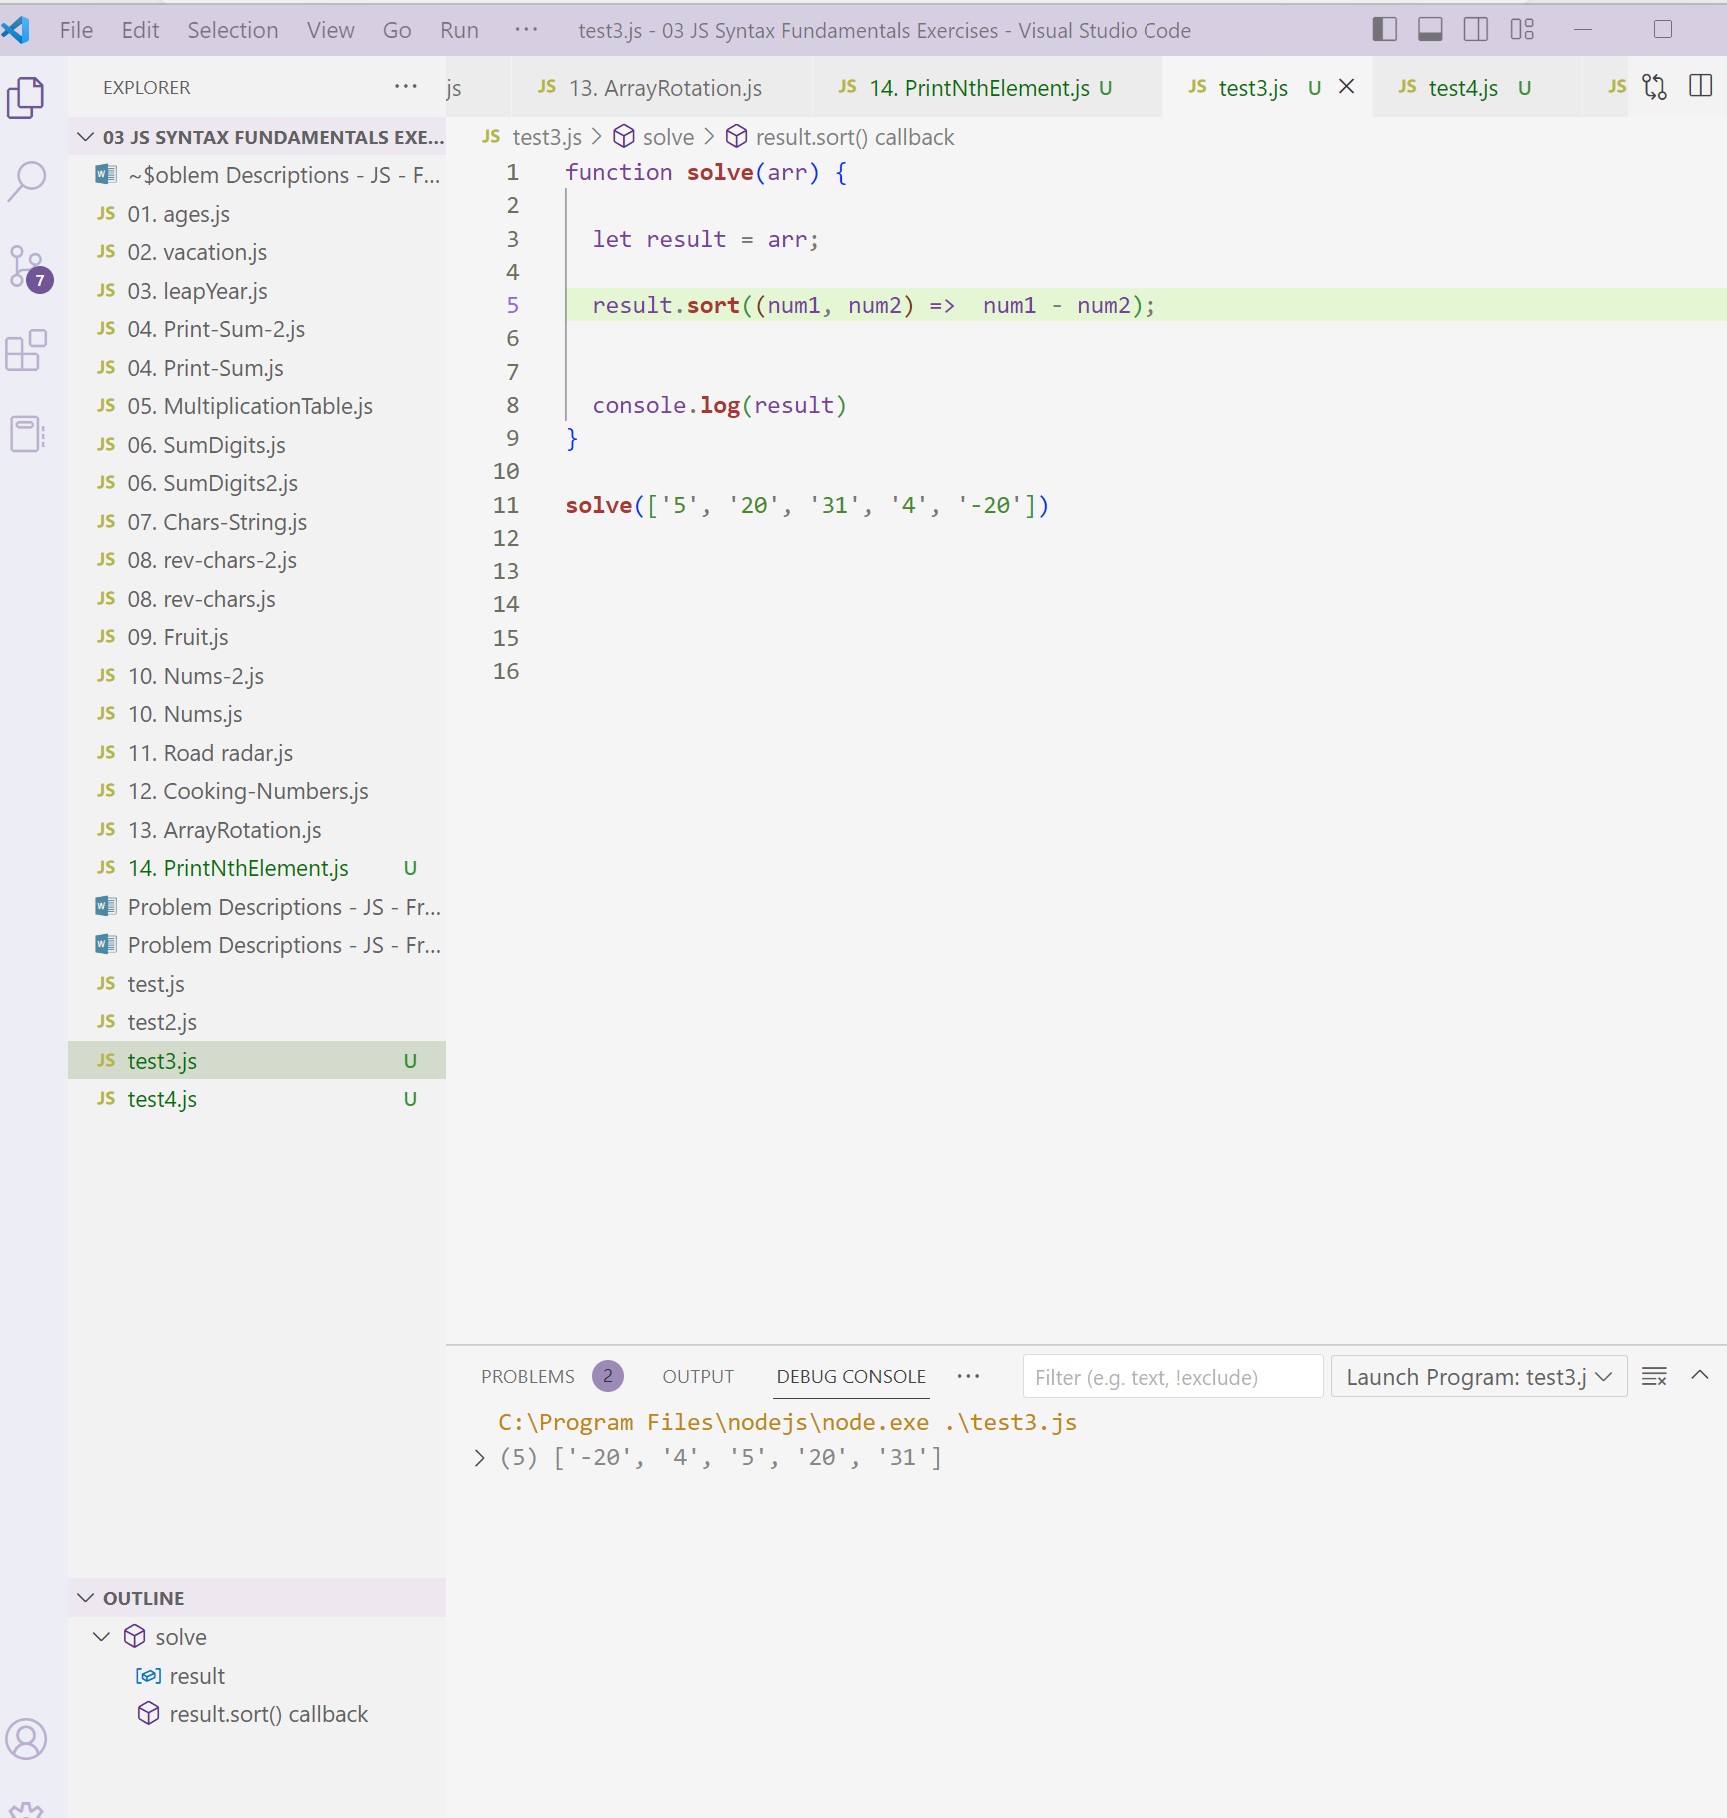 File Edit Selection View Go Run ··· test3.js - 03 JS Syntax Fundamentals Exercises - Visual Studio Code
EXPLORER ···
js JS 13. ArrayRotation.js JS 14. PrintNthElement.js U JS test3.js U JS test4.js U JS
7
03 JS SYNTAX FUNDAMENTALS EXE...
~$oblem Descriptions - JS - F...
JS 01. ages.js
JS 02. vacation.js
JS 03. leapYear.js
JS 04. Print-Sum-2.js
JS 04. Print-Sum.js
JS 05. MultiplicationTable.js
JS 06. SumDigits.js
JS 06. SumDigits2.js
JS 07. Chars-String.js
JS 08. rev-chars-2.js
JS 08. rev-chars.js
JS 09. Fruit.js
JS 10. Nums-2.js
JS 10. Nums.js
JS 11. Road radar.js
JS 12. Cooking-Numbers.js
JS 13. ArrayRotation.js
JS 14. PrintNthElement.js U
Problem Descriptions - JS - Fr...
Problem Descriptions - JS - Fr...
JS test.js
JS test2.js
JS test3.js U
JS test4.js U
OUTLINE
solve
result
result.sort() callback
JS test3.js > solve > result.sort() callback
1 function solve(arr) {
2
3 let result = arr;
4
5 result.sort((num1, num2) =>  num1 - num2);
6
7
8 console.log(result)
9 }
10
11 solve(['5', '20', '31', '4', '-20'])
12
13
14
15
16
PROBLEMS 2 OUTPUT DEBUG CONSOLE ··· Filter (e.g. text, !exclude) Launch Program: test3.j
C:\Program Files\nodejs\node.exe .\test3.js
> (5) ['-20', '4', '5', '20', '31']